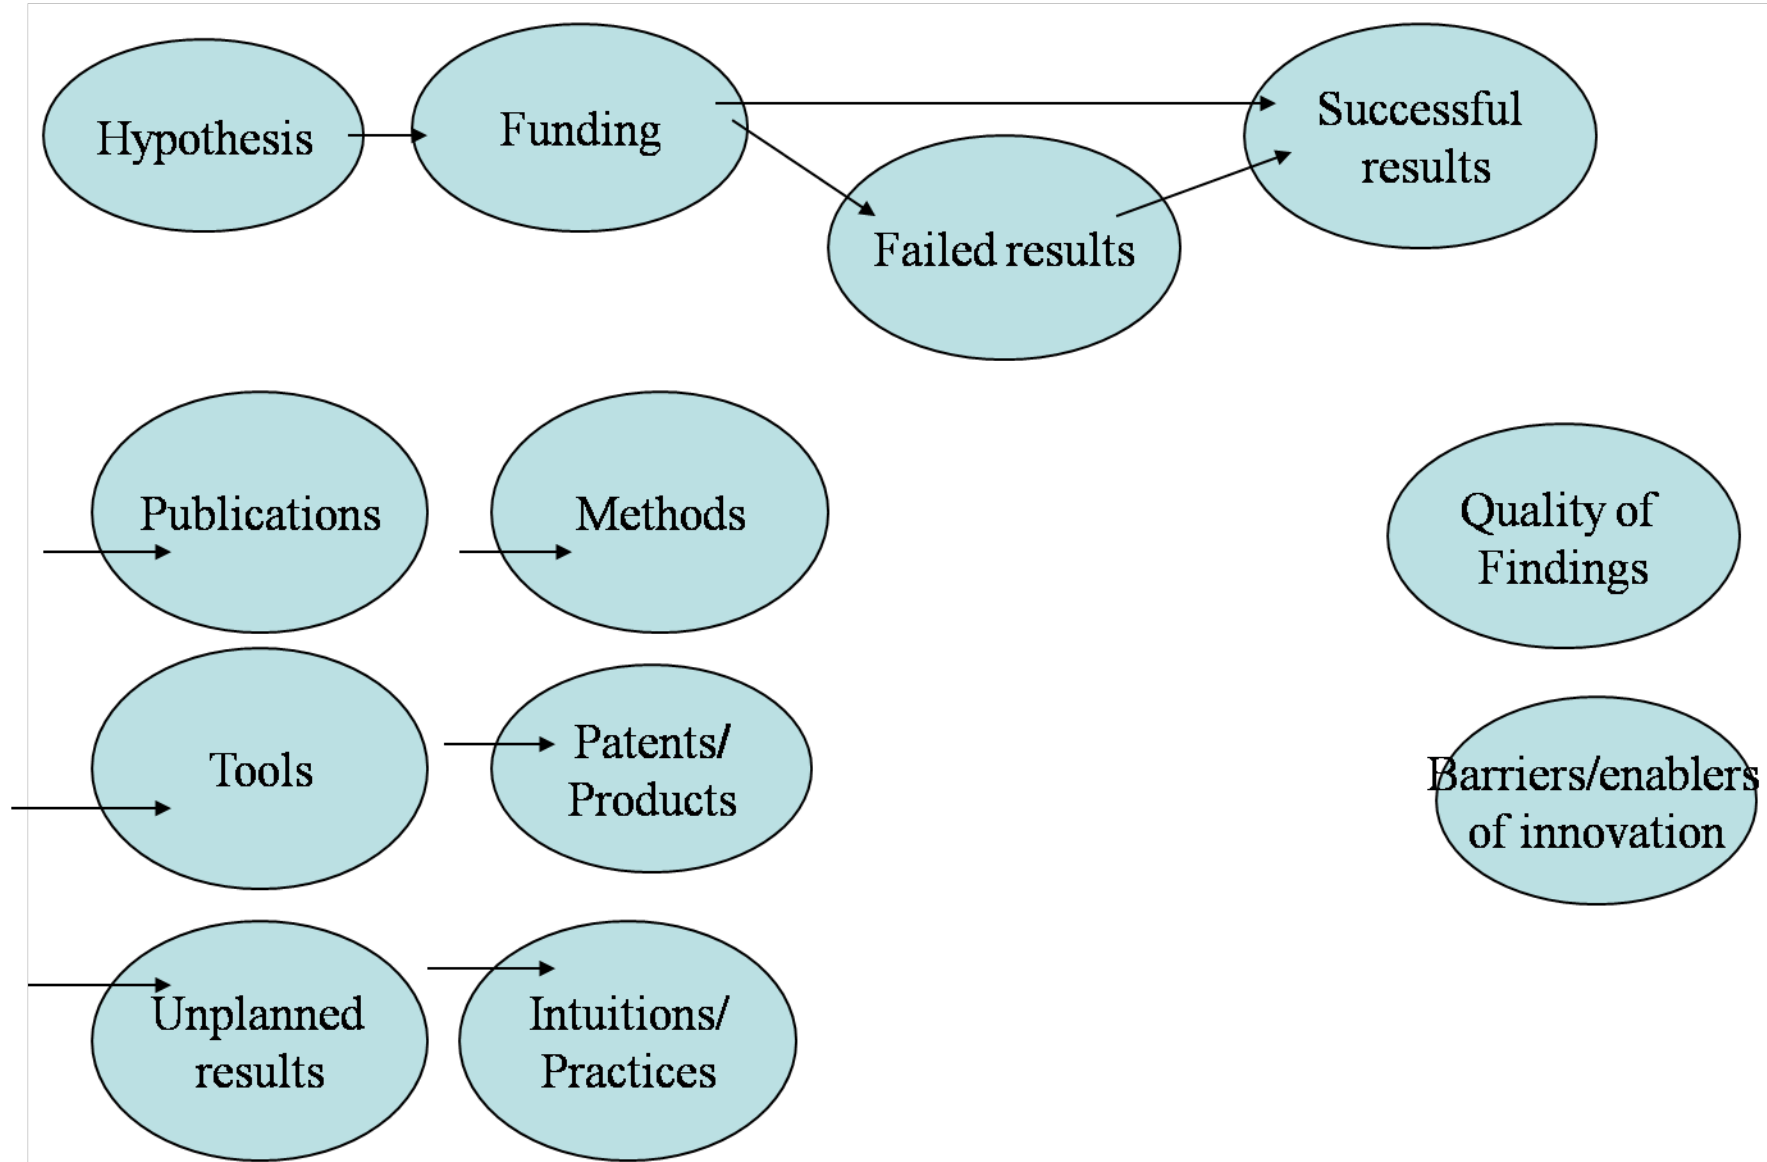 Hypothesis
Funding
Successful
results
Failed results
Publications
Methods
Quality of
Findings
Tools
Patents/
Products
Barriers/enablers
of innovation
Unplanned
results
Intuitions/
Practices